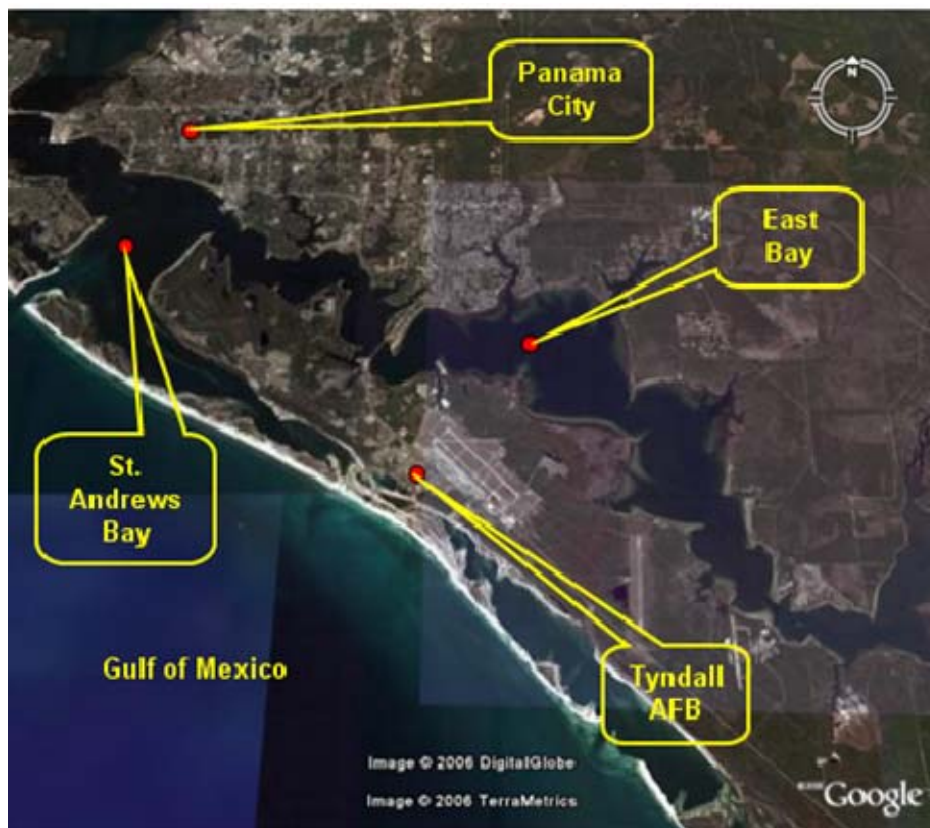 Panama
City
N
East
Bay
St.
Andrews
Bay
Gulf of Mexico
Tyndall
AFB
Image © 2006 DigitalGlobe
Image © 2006 TerraMetrics
Google